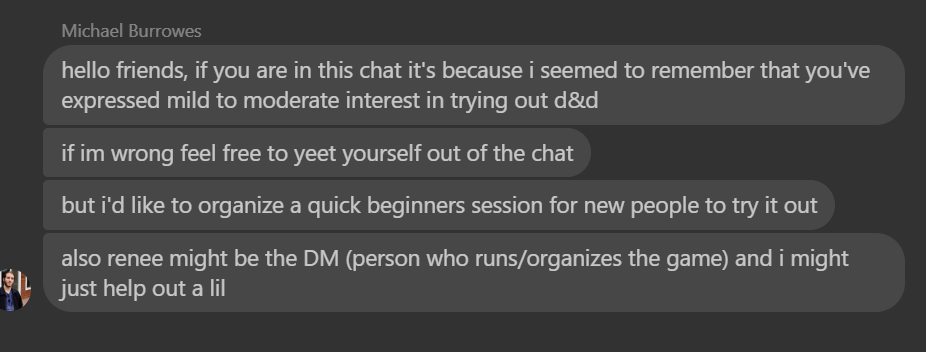 Michael Burrowes
hello friends, if you are in this chat it's because i seemed to remember that you've
expressed mild to moderate interest in trying out d&d
if im wrong feel free to yeet yourself out of the chat
but i'd like to organize a quick beginners session for new people to try it out
also renee might be the DM (person who runs/organizes the game) and i might
just help out a lil